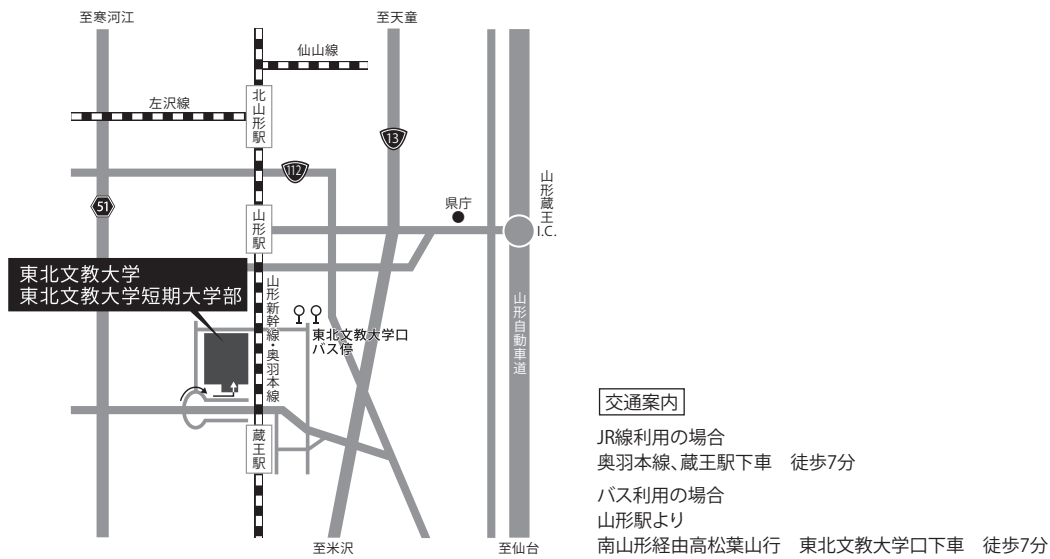 至寒河江
至天童
仙山線
左沢線
北山形駅
13
112
51
県庁
山形蔵王
I.C.
山形駅
東北文教大学
東北文教大学短期大学部
山形新幹線・奥羽本線
東北文教大学口
バス停
山形自動車道
蔵王駅
至米沢
至仙台
交通案内
JR線利用の場合
奥羽本線、蔵王駅下車　徒歩7分
バス利用の場合
山形駅より
南山形経由高松葉山行　東北文教大学口下車　徒歩7分